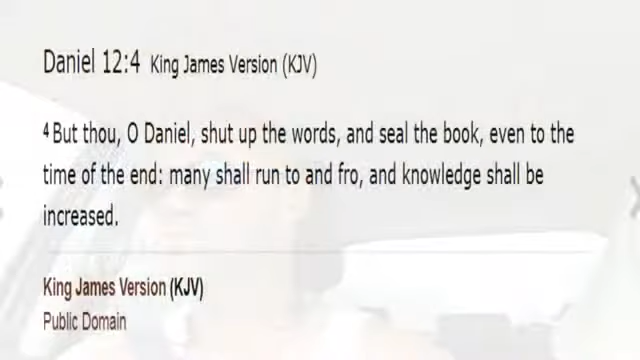 Daniel 12:4 King James Version (KJV)
4 But thou, O Daniel, shut up the words, and seal the book, even to the
time of the end: many shall run to and fro, and knowledge shall be
increased.
King James Version (KJV)
Public Domain